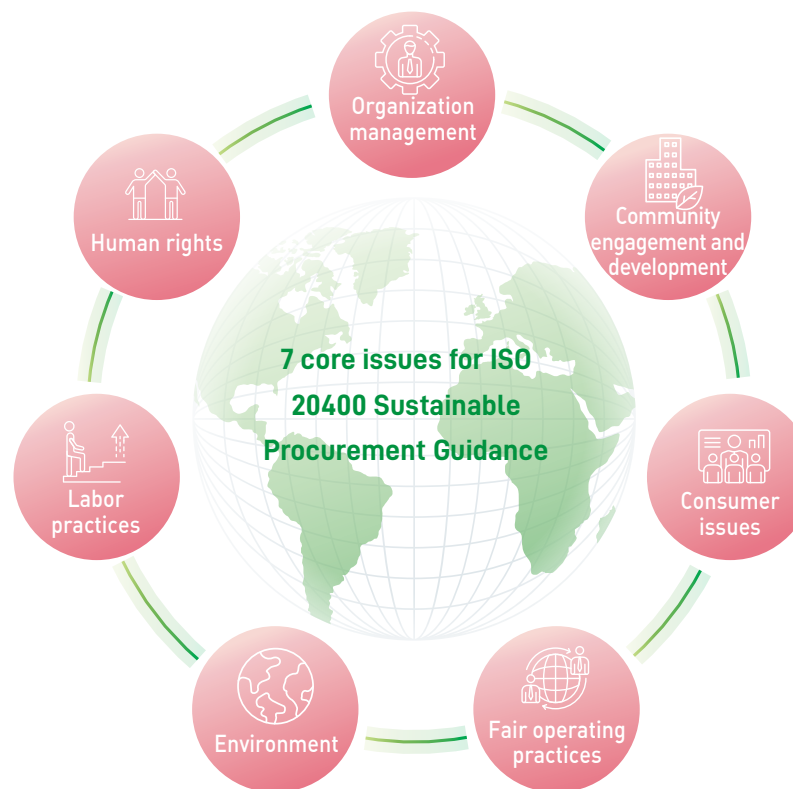 Organization
management
Community
engagement and
development
Human rights
7 core issues for ISO
20400 Sustainable
Procurement Guidance
Labor
practices
Consumer
issues
Environment
Fair operating
practices